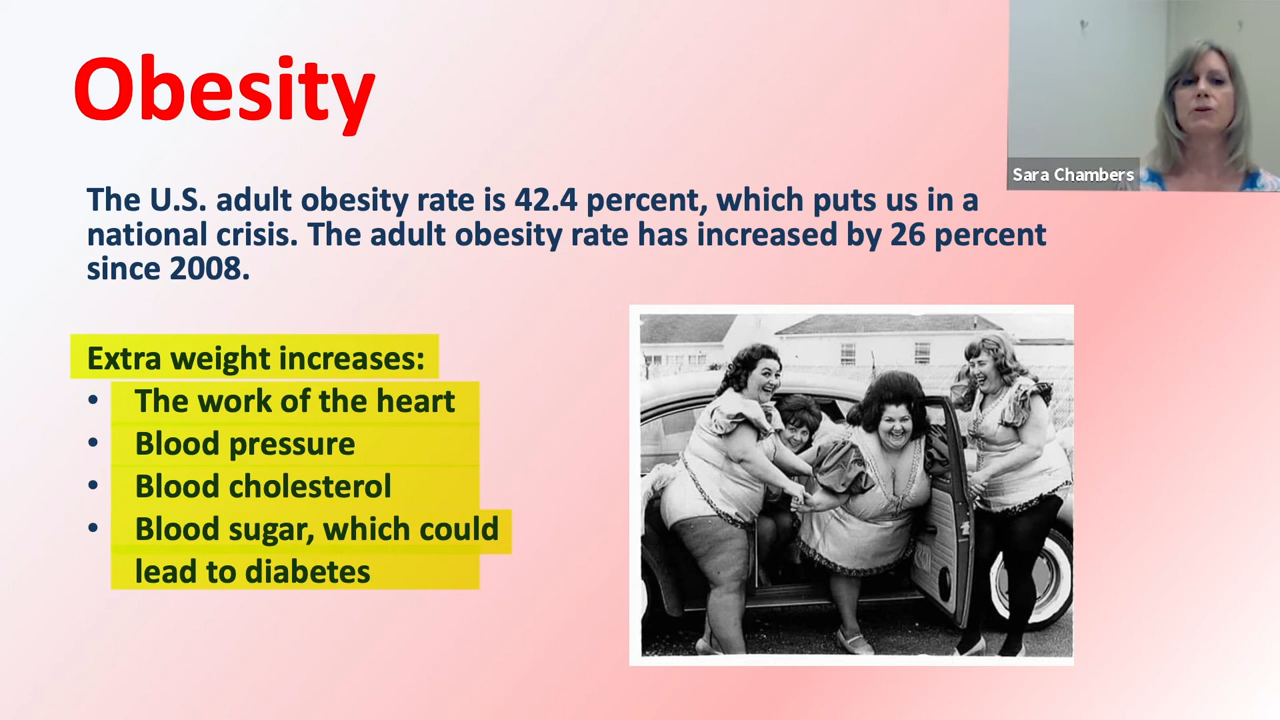 Obesity
Sara Chambers
The U.S. adult obesity rate is 42.4 percent, which puts us in a
national crisis. The adult obesity rate has increased by 26 percent
since 2008.
Extra weight increases:
• The work of the heart
• Blood pressure
• Blood cholesterol
• Blood sugar, which could
lead to diabetes